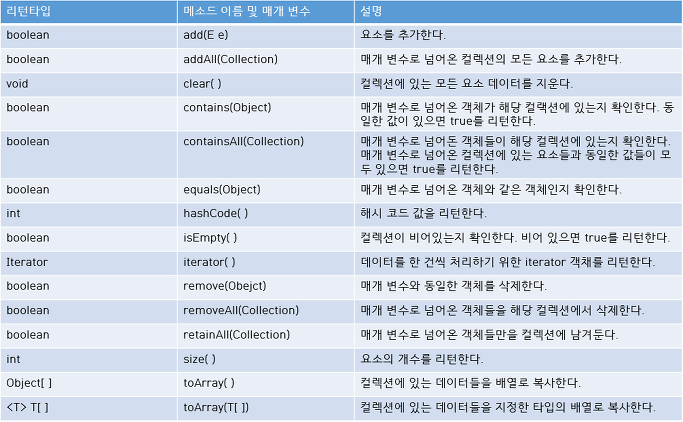 리턴타입 메소드 이름 및 매개 변수 설명
boolean add(E e) 요소를 추가한다.
boolean addAll(Collection) 매개 변수로 넘어온 컬렉션의 모든 요소를 추가한다.
void clear( ) 컬렉션에 있는 모든 요소 데이터를 지운다.
boolean contains(Object) 매개 변수로 넘어온 객체가 해당 컬랙션에 있는지 확인한다. 동
일한 값이 있으면 true를 리턴한다.
boolean containsAll(Collection) 매개 변수로 넘어돈 객체들이 해당 컬렉션에 있는지 확인한다.
매개 변수로 넘어온 컬렉션에 있는 요소들과 동일한 값들이 모
두 있으면 true를 리턴한다.
boolean equals(Object) 매개 변수로 넘어온 객체와 같은 객체인지 확인한다.
int hashCode( ) 해시 코드 값을 리턴한다.
boolean isEmpty( ) 컬렉션이 비어있는지 확인한다. 비어 있으면 true를 리턴한다.
Iterator iterator( ) 데이터를 한 건씩 처리하기 위한 iterator 객채를 리턴한다.
boolean remove(Obejct) 매개 변수와 동일한 객체를 삭제한다.
boolean removeAll(Collection) 매개 변수로 넘어온 객체들을 해당 컬렉션에서 삭제한다.
boolean retainAll(Collection) 매개 변수로 넘어온 객체들만을 컬렉션에 남겨둔다.
int size( ) 요소의 개수를 리턴한다.
Object[ ] toArray( ) 컬렉션에 있는 데이터들을 배열로 복사한다.
<T> T[ ] toArray(T[ ]) 컬렉션에 있는 데이터들을 지정한 타입의 배열로 복사한다.